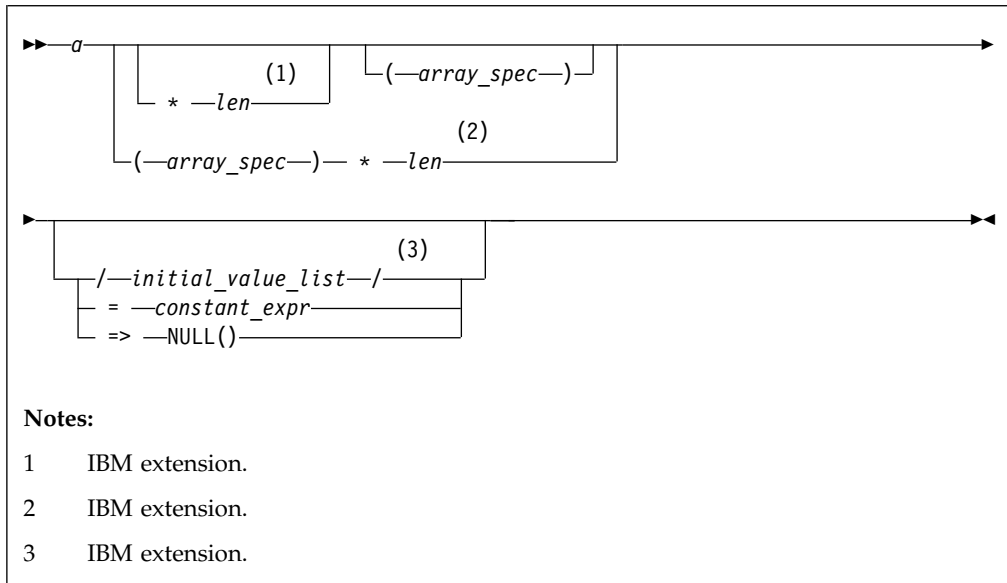 a
(1)
( array_spec )
* len
(2)
( array_spec ) * len
(3)
/ initial_value_list /
= constant_expr
=> NULL()
Notes:
1 IBM extension.
2 IBM extension.
3 IBM extension.